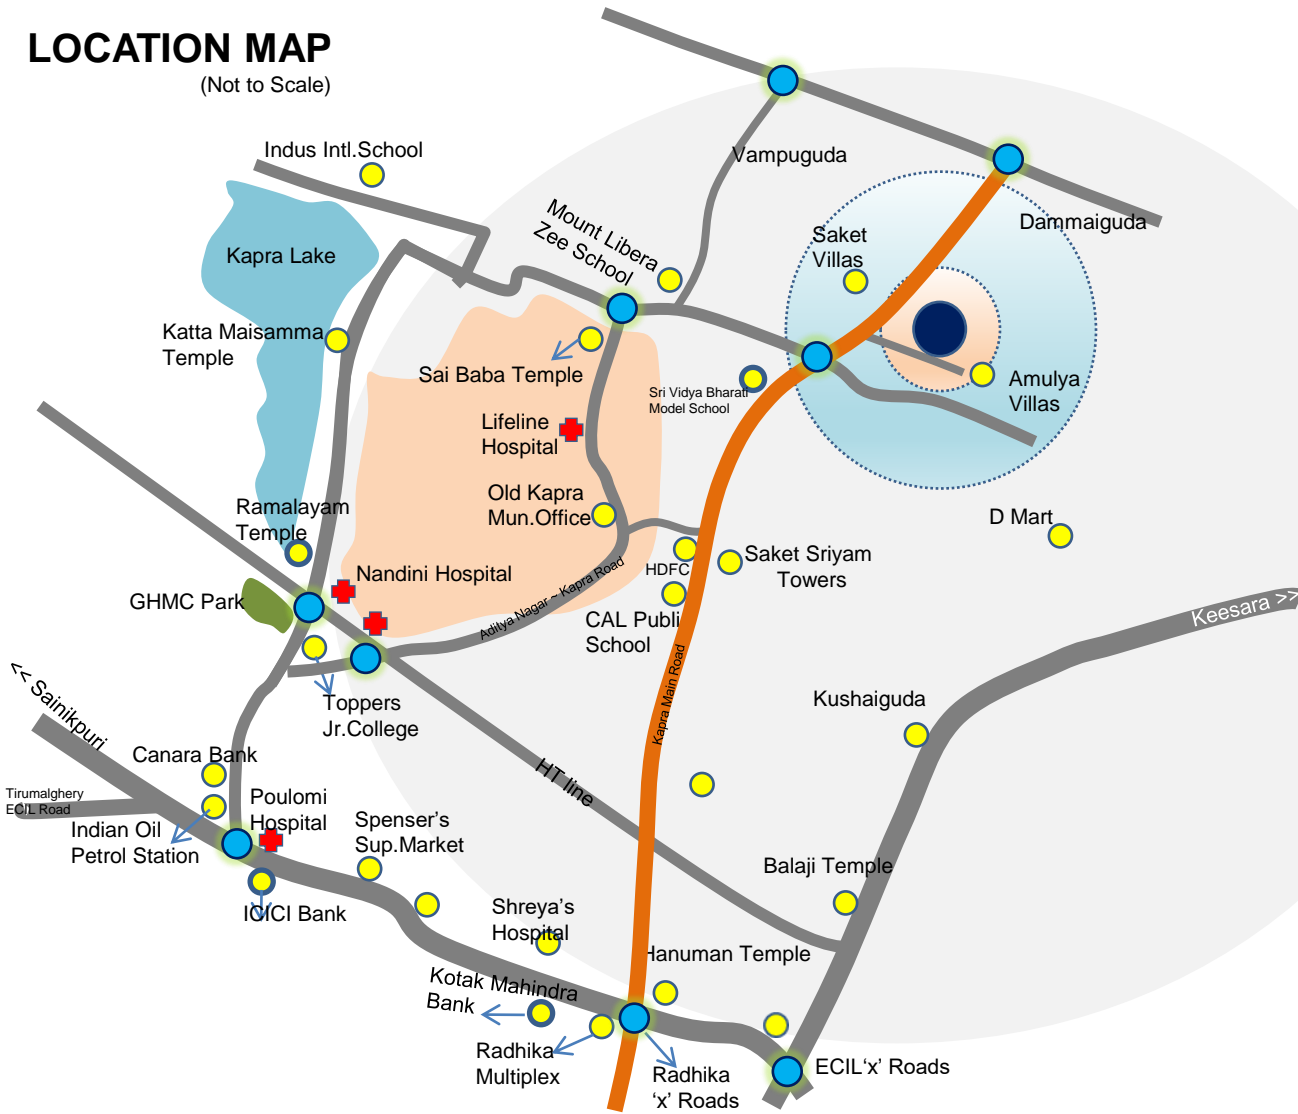 LOCATION MAP
(Not to Scale)
Indus Intl.School
Vampuguda
Dammaiguda
Mount Libera
Zee School
Saket
Villas
Kapra Lake
Katta Maisamma
Temple
Sai Baba Temple
Sri Vidya Bharati
Model School
Amulya
Villas
Lifeline
Hospital
Old Kapra
Mun.Office
Ramalayam
Temple
D Mart
HDFC
Saket Sriyam
Towers
Nandini Hospital
GHMC Park
Aditya Nagar ~ Kapra Road
CAL Publi
School
Keesara >>
Kapra Main Road
<< Sainikpuri
Toppers
Jr.College
Kushaiguda
Canara Bank
HT line
Tirumalghery
ECIL Road
Indian Oil
Petrol Station
Poulomi
Hospital
Spenser's
Sup.Market
Balaji Temple
ICICI Bank
Shreya's
Hospital
Hanuman Temple
Kotak Mahindra
Bank
Radhika
Multiplex
Radhika
'x' Roads
ECIL'x' Roads